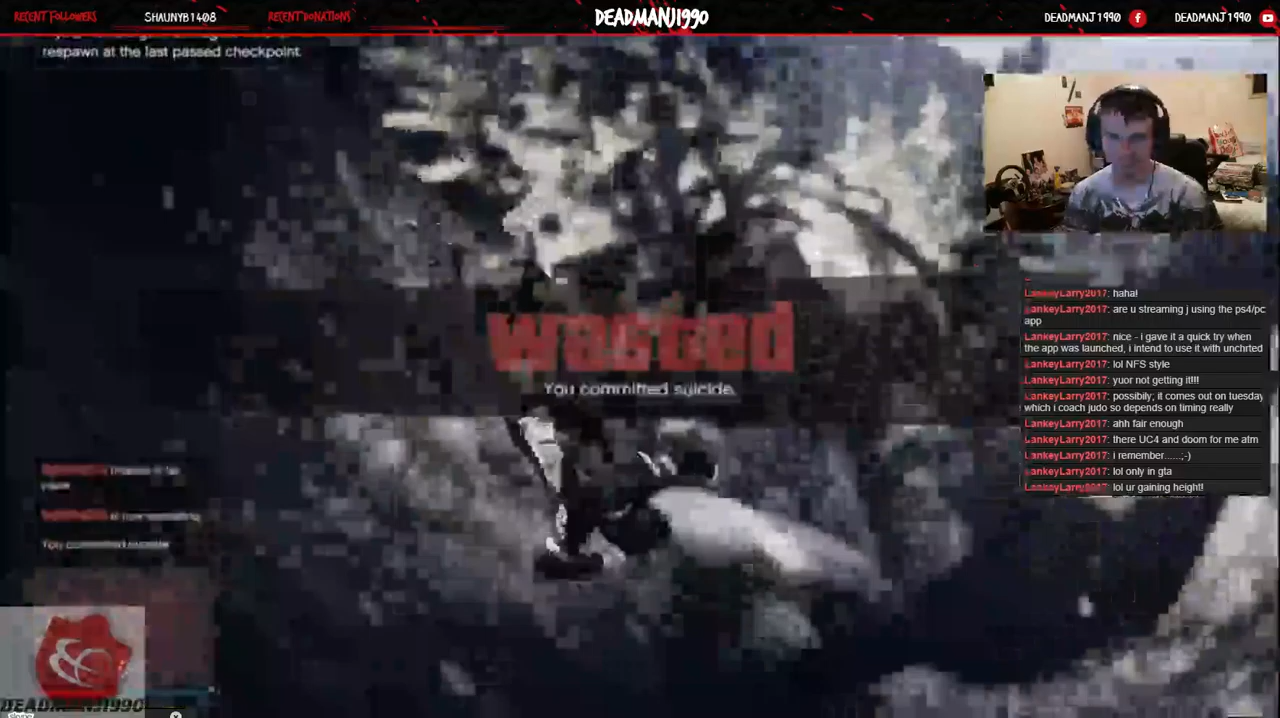 RECENT FOLLOWERS
SHAUNYB1408
RECENT DONATIONS
DEADMANJ1990
DEADMANJ1990
DEADMANJ1990
respawn at the last passed checkpoint.
LankeyLarry2017: haha!
LankeyLarry2017: are u streaming j using the ps4/pc
app
LankeyLarry2017: nice - i gave it a quick try when
the app was launched, i intend to use it with unchrted
LankeyLarry2017: lol NFS style
LankeyLarry2017: yuor not getting it!!!
LankeyLarry2017: possibily; it comes out on tuesday
which i coach judo so depends on timing really
LankeyLarry2017: ahh fair enough
LankeyLarry2017: there UC4 and doom for me atm
LankeyLarry2017: i remember......;-)
LankeyLarry2017: lol only in gta
LankeyLarry2017: lol ur gaining height!
wasted
You committed suicide.
You committed suicide.
DEADMANJ1990